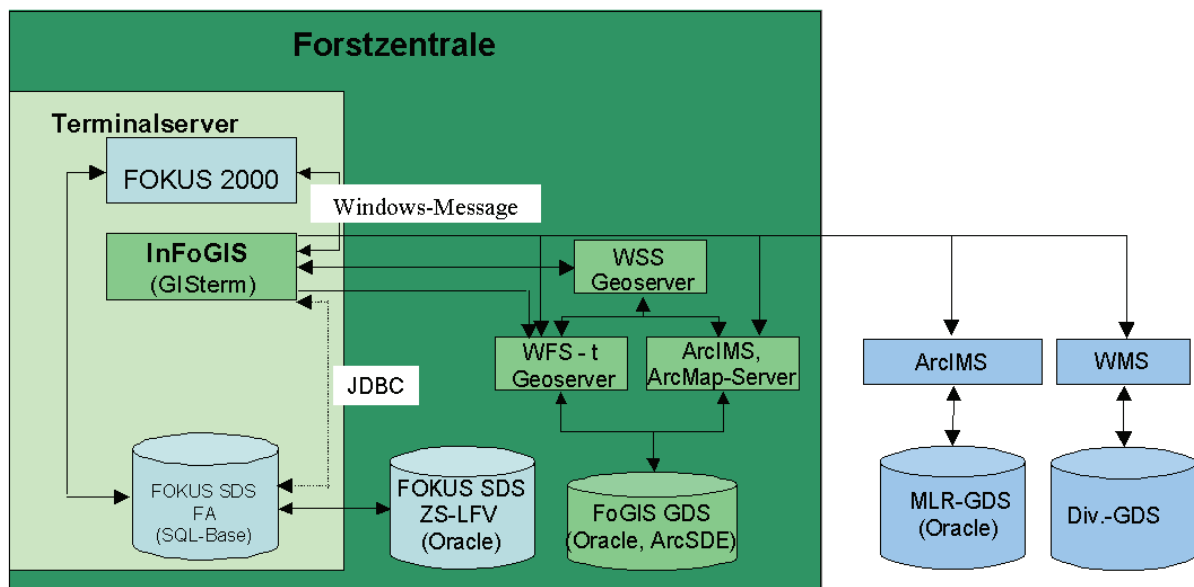 Forstzentrale
Terminalserver
FOKUS 2000
Windows-Message
InFoGIS
(GISterm)
WSS
Geoserver
WFS - t
Geoserver
ArcIMS,
ArcMap-Server
ArcIMS
WMS
JDBC
FOKUS SDS
FA
(SQL-Base)
FOKUS SDS
ZS-LFV
(Oracle)
FoGIS GDS
(Oracle, ArcSDE)
MLR-GDS
(Oracle)
Div.-GDS